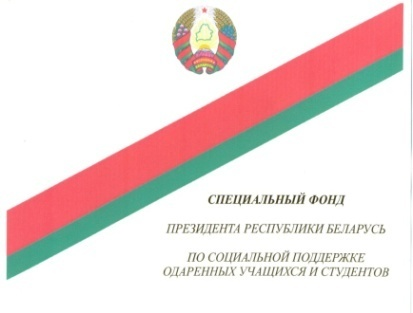 СПЕЦИАЛЬНЫЙ ФОНД
ПРЕЗИДЕНТА РЕСПУБЛИКИ БЕЛАРУСЬ
ПО СОЦИАЛЬНОЙ ПОДДЕРЖКЕ
ОДАРЕННЫХ УЧАЩИХСЯ И СТУДЕНТОВ